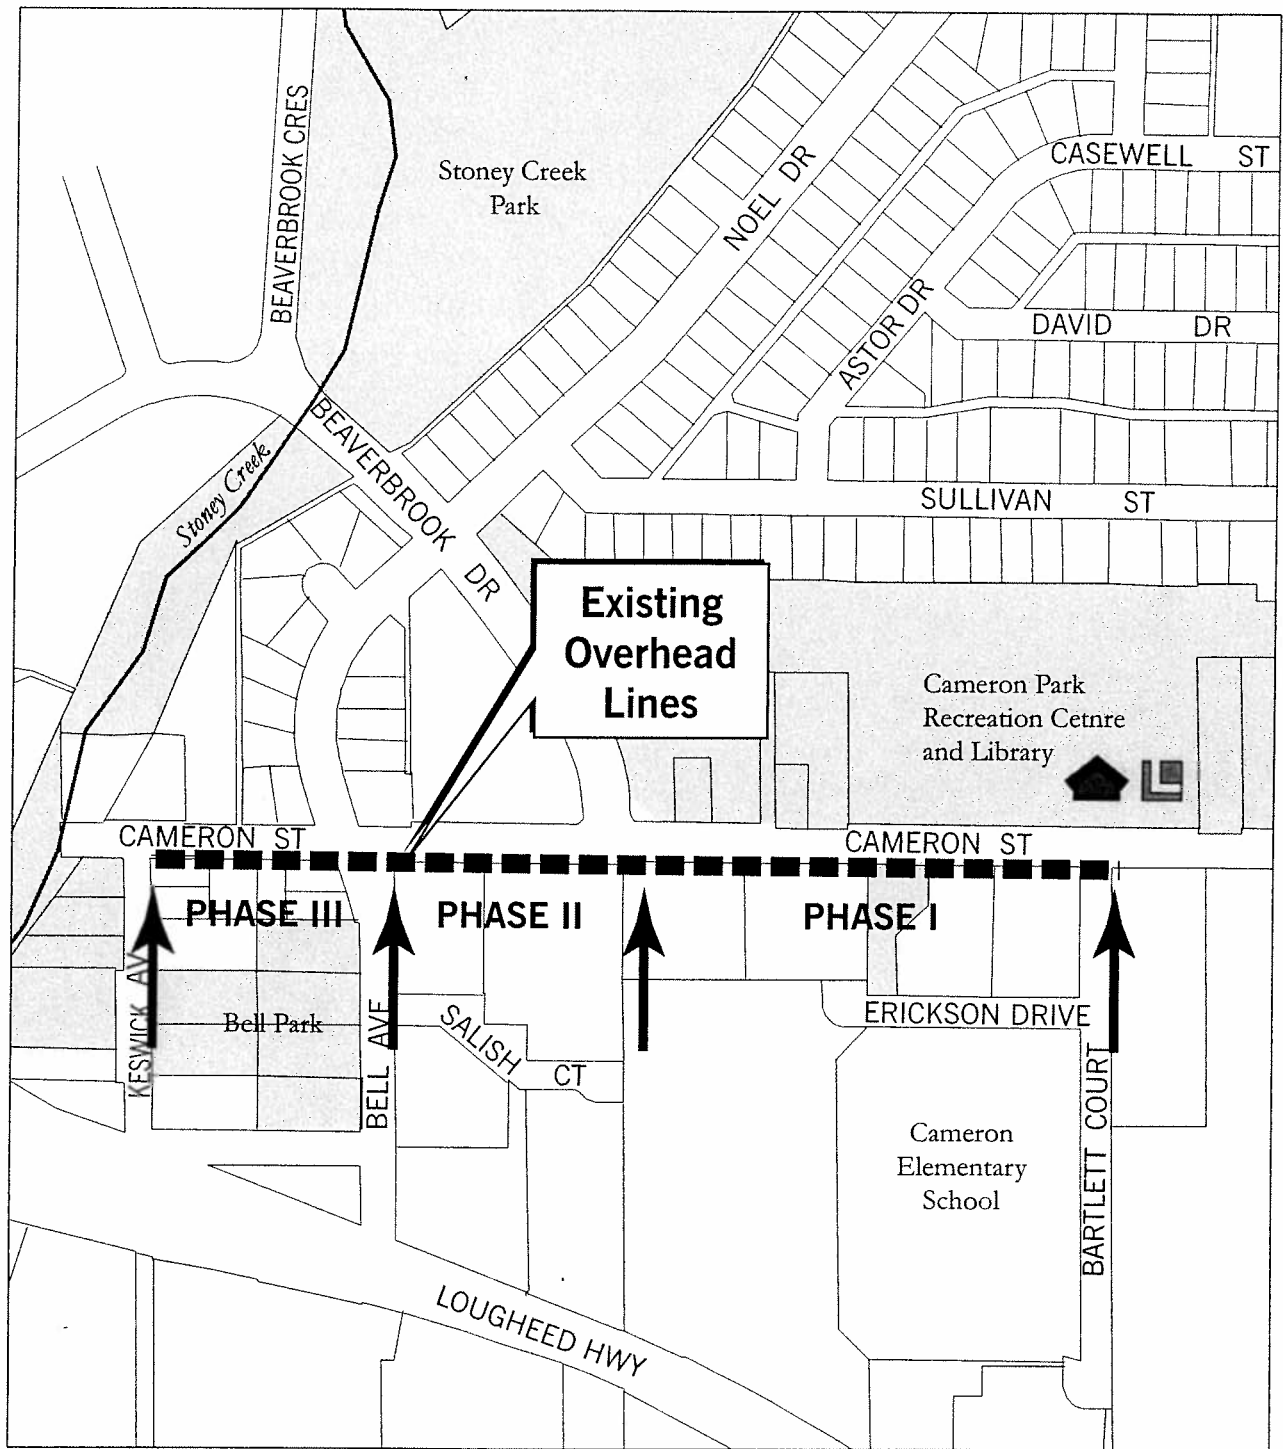 BEAVERBROOK CRES
Stoney Creek
Park
NOEL DR
CASEWELL ST
ASTOR DR
DAVID DR
BEAVERBROOK DR
Stoney Creek
SULLIVAN ST
Existing
Overhead
Lines
Cameron Park
Recreation Cetnre
and Library
CAMERON ST
CAMERON ST
PHASE III
PHASE II
PHASE I
KESWICK AV
Bell Park
BELL AVE
SALISH CT
ERICKSON DRIVE
Cameron
Elementary
School
BARTLETT COURT
LOUGHEED HWY